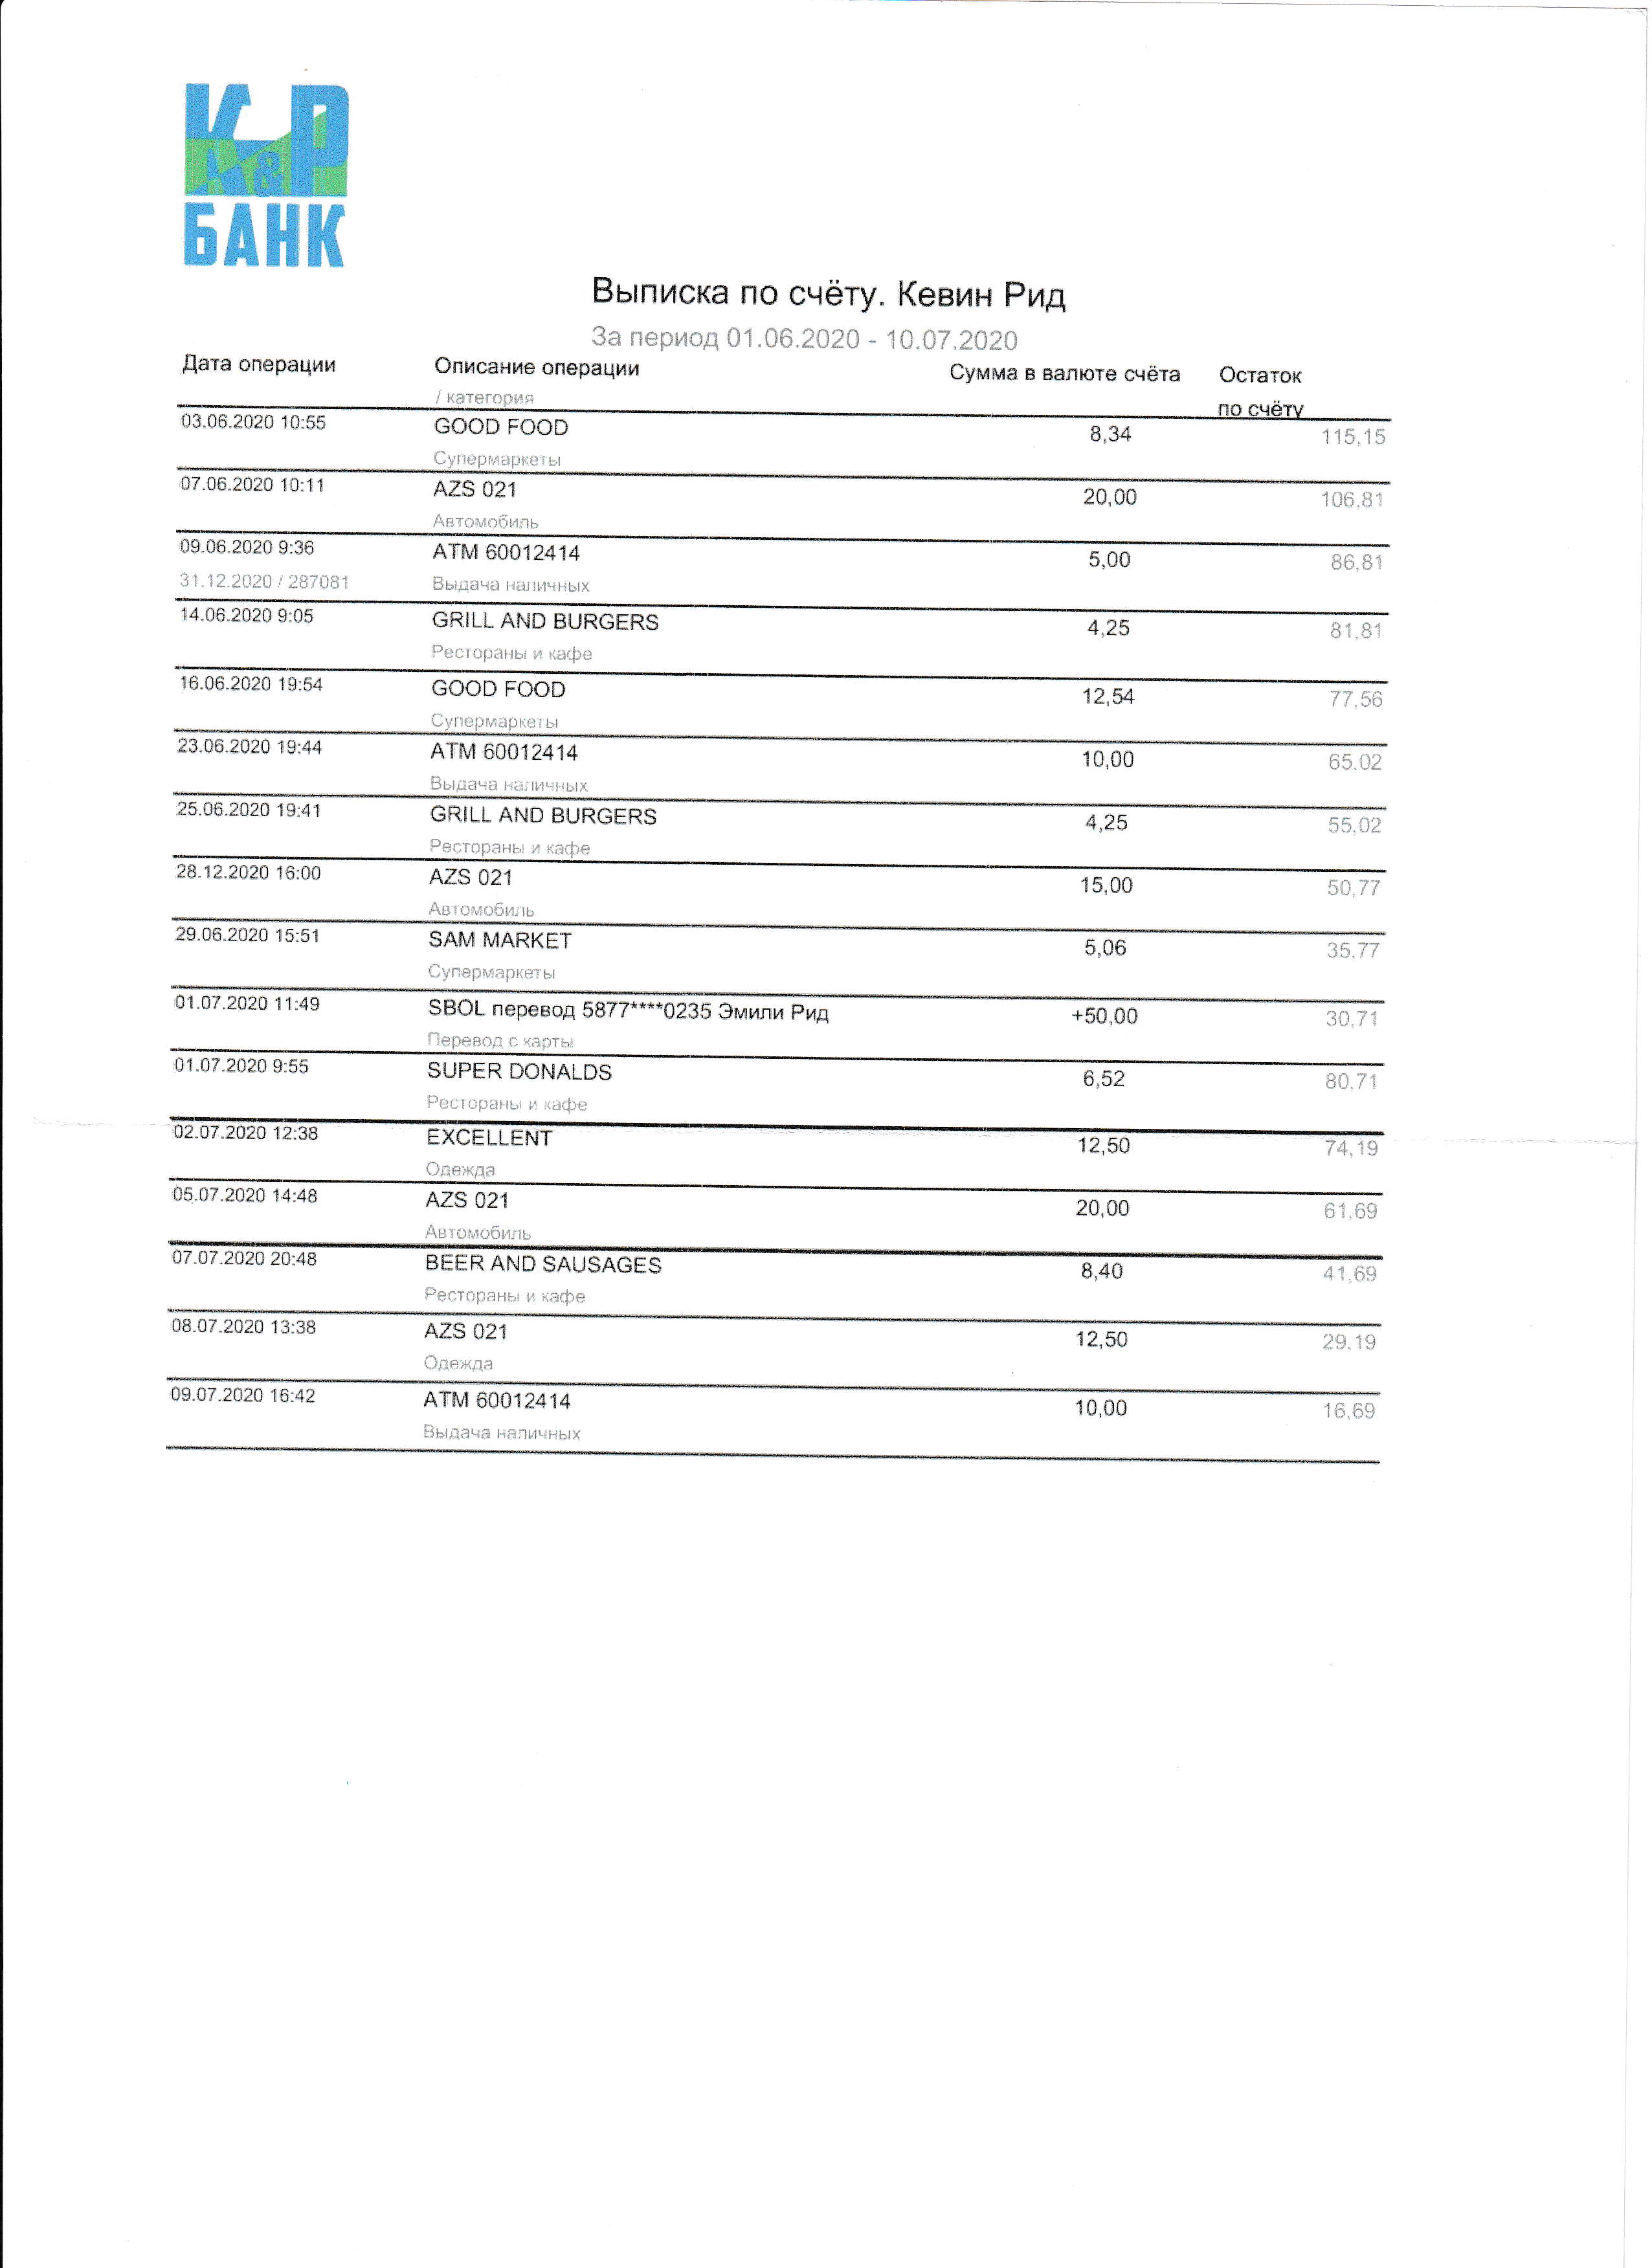 К&Р
БАНК
Выписка по счёту. Кевин Рид
За период 01.06.2020 - 10.07.2020
Дата операции Описание операции Сумма в валюте счёта Остаток
/ категория по счёту
03.06.2020 10:55 GOOD FOOD 8,34 115,15
Супермаркеты
07.06.2020 10:11 AZS 021 20,00 106,81
Автомобиль
09.06.2020 9:36 ATM 60012414 5,00 86,81
31.12.2020 / 287081 Выдача наличных
14.06.2020 9:05 GRILL AND BURGERS 4,25 81,81
Рестораны и кафе
16.06.2020 19:54 GOOD FOOD 12,54 77,56
Супермаркеты
23.06.2020 19:44 ATM 60012414 10,00 65,02
Выдача наличных
25.06.2020 19:41 GRILL AND BURGERS 4,25 55,02
Рестораны и кафе
28.12.2020 16:00 AZS 021 15,00 50,77
Автомобиль
29.06.2020 15:51 SAM MARKET 5,06 35,77
Супермаркеты
01.07.2020 11:49 SBOL перевод 5877****0235 Эмили Рид +50,00 30,71
Перевод с карты
01.07.2020 9:55 SUPER DONALDS 6,52 80,71
Рестораны и кафе
02.07.2020 12:38 EXCELLENT 12,50 74,19
Одежда
05.07.2020 14:48 AZS 021 20,00 61,69
Автомобиль
07.07.2020 20:48 BEER AND SAUSAGES 8,40 41,69
Рестораны и кафе
08.07.2020 13:38 AZS 021 12,50 29,19
Одежда
09.07.2020 16:42 ATM 60012414 10,00 16,69
Выдача наличных